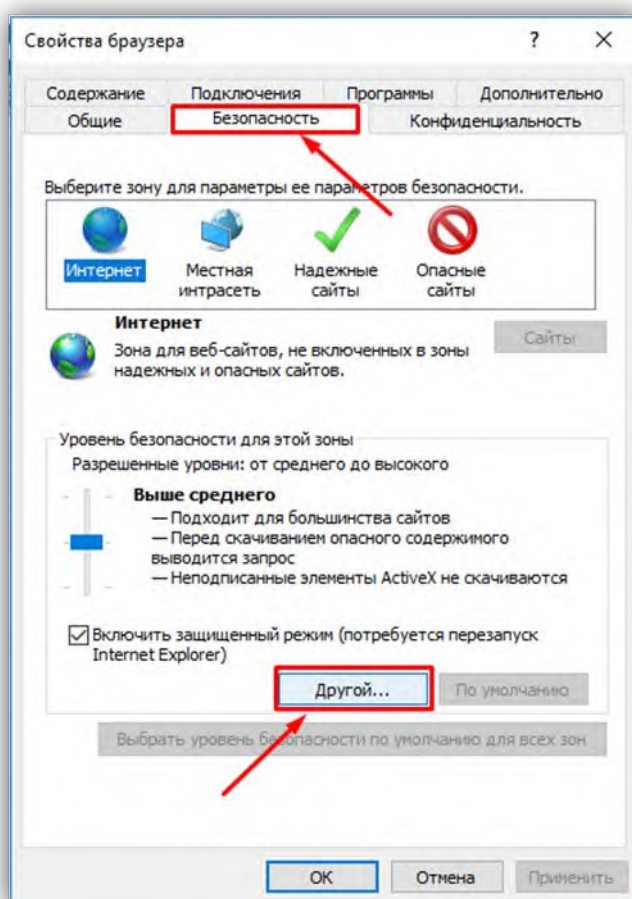 Свойства браузера
?
Содержание Подключения Программы Дополнительно
Общие Безопасность Конфиденциальность
Выберите зону для параметры ее параметров безопасности.
Интернет
Местная
интрасеть
Надежные
сайты
Опасные
сайты
Интернет
Зона для веб-сайтов, не включенных в зоны
надежных и опасных сайтов.
Сайты
Уровень безопасности для этой зоны
Разрешенные уровни: от среднего до высокого
Выше среднего
— Подходит для большинства сайтов
— Перед скачиванием опасного содержимого
выводится запрос
— Неподписанные элементы ActiveX не скачиваются
Включить защищенный режим (потребуется перезапуск
Internet Explorer)
Другой... По умолчанию
Выбрать уровень безопасности по умолчанию для всех зон
ОК Отмена Применить